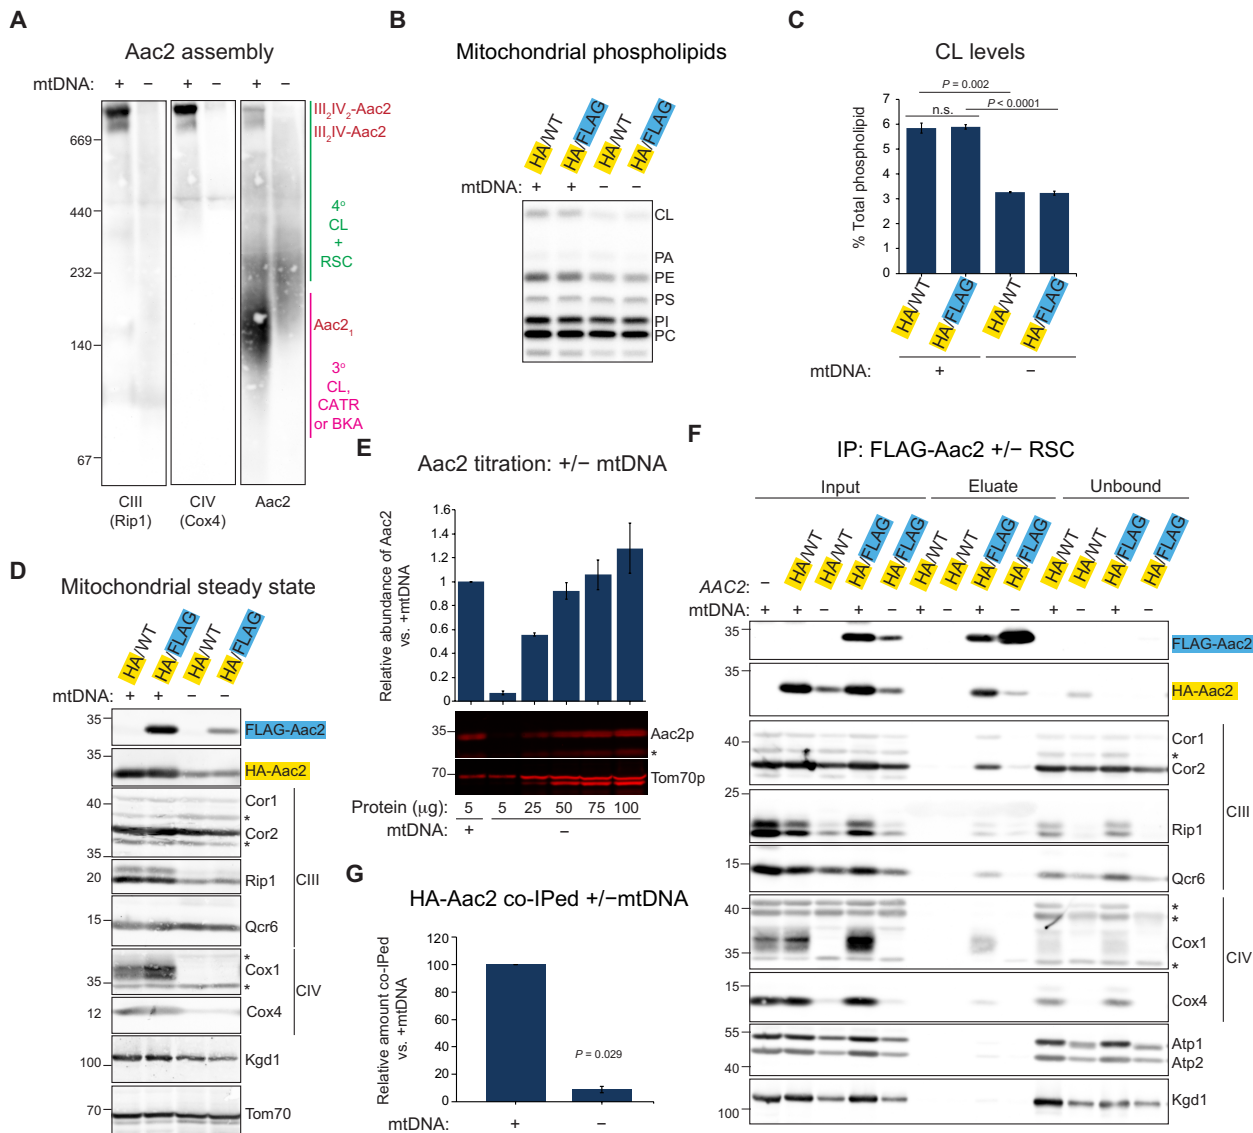 A
Aac2 assembly
mtDNA: + − + − + −
669
440
232
140
67
III2IV2-Aac2
III2IV-Aac2
4o
CL
+
RSC
Aac21
3o
CL,
CATR
or BKA
CIII
(Rip1)
CIV
(Cox4)
Aac2
B
Mitochondrial phospholipids
HA/WT HA/FLAG HA/WT HA/FLAG
mtDNA: + + − −
CL
PA
PE
PS
PI
PC
C
CL levels
P = 0.002
P < 0.0001
n.s.
% Total phospholipid
7
6
5
4
3
2
1
0
HA/WT HA/FLAG HA/WT HA/FLAG
mtDNA: + −
D
Mitochondrial steady state
HA/WT HA/FLAG HA/WT HA/FLAG
mtDNA: + + − −
35 FLAG-Aac2
35 HA-Aac2
40 Cor1
*
Cor2
35 *
20 Rip1
15 Qcr6
CIII
*
Cox1
35 *
12 Cox4
CIV
100 Kgd1
70 Tom70
E
Aac2 titration: +/− mtDNA
Relative abundance of Aac2
vs. +mtDNA
1.6
1.4
1.2
1
0.8
0.6
0.4
0.2
0
35 Aac2p
*
70 Tom70p
Protein (μg): 5 5 25 50 75 100
mtDNA: + −
F
IP: FLAG-Aac2 +/− RSC
Input Eluate Unbound
AAC2: − HA/WT HA/WT HA/FLAG HA/FLAG HA/WT HA/WT HA/FLAG HA/FLAG HA/WT HA/WT HA/FLAG HA/FLAG
mtDNA: + + − + − + − + − + − + −
35 FLAG-Aac2
35 HA-Aac2
Cor1
40 *
Cor2
25
Rip1
15
Qcr6
CIII
40 *
*
Cox1
35
*
15
Cox4
CIV
55 Atp1
Atp2
40
Kgd1
100
G
HA-Aac2 co-IPed +/−mtDNA
Relative amount co-IPed
vs. +mtDNA
120
100
80
60
40
20
0
P = 0.029
mtDNA: + −